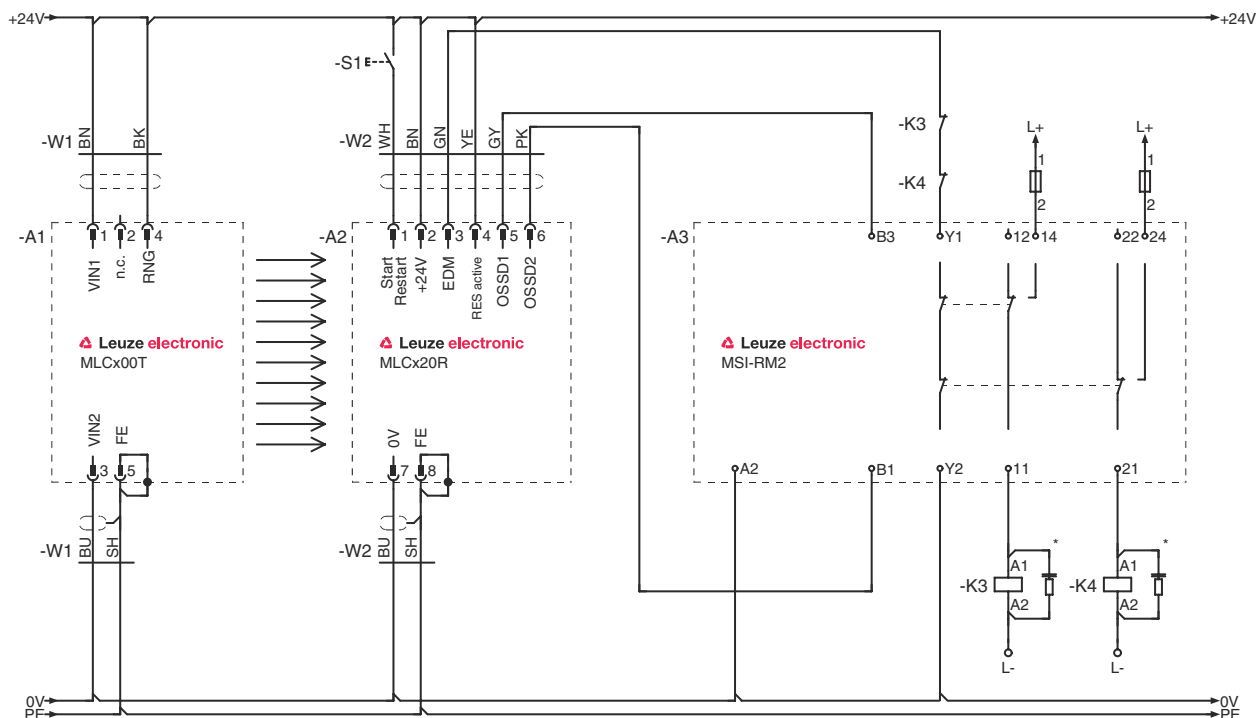 +24V +24V
-S1 E
-W1 BN BK
-W2 WH BN GN YE GY PK
-K3
-K4
L+ L+
1 1
2 2
-A1 1 2 4
VIN1 n.c. RNG
-A2 1 2 3 4 5 6
Start Restart +24V EDM RES active OSSD1 OSSD2
-A3 B3 Y1 12 14 22 24
Leuze electronic
MLCx00T
Leuze electronic
MLCx20R
Leuze electronic
MSI-RM2
VIN2 FE
3 5
0V FE
7 8
A2 B1 Y2 11 21
-W1 BU SH
-W2 BU SH
* *
-K3 A1 A2
-K4 A1 A2
L- L-
0V 0V
PE PE